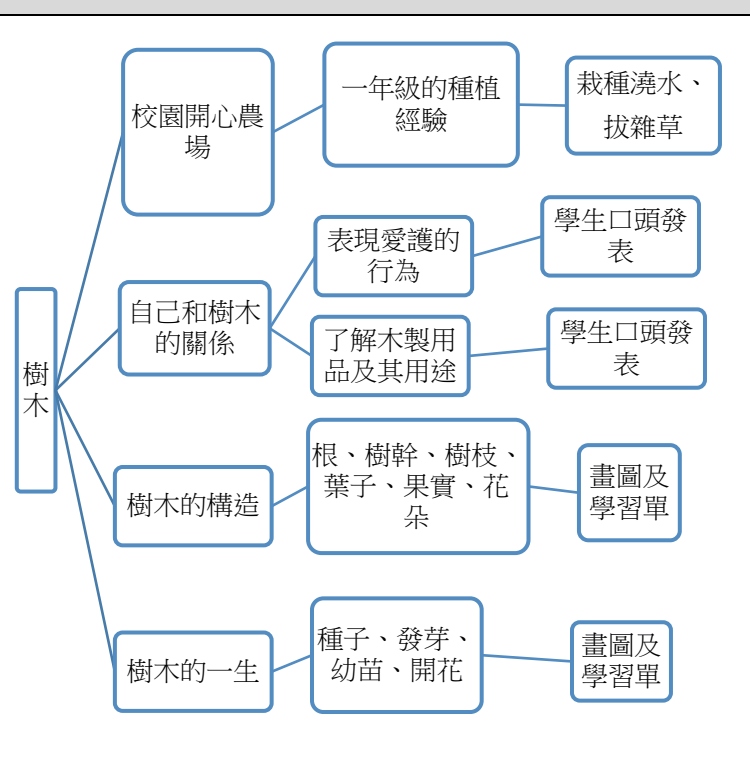 樹
木
校園開心農
場
一年級的種植
經驗
栽種澆水、
拔雜草
自己和樹木
的關係
表現愛護的
行為
學生口頭發
表
了解木製用
品及其用途
學生口頭發
表
樹木的構造
根、樹幹、樹枝、
葉子、果實、花
朵
畫圖及
學習單
樹木的一生
種子、發芽、
幼苗、開花
畫圖及
學習單